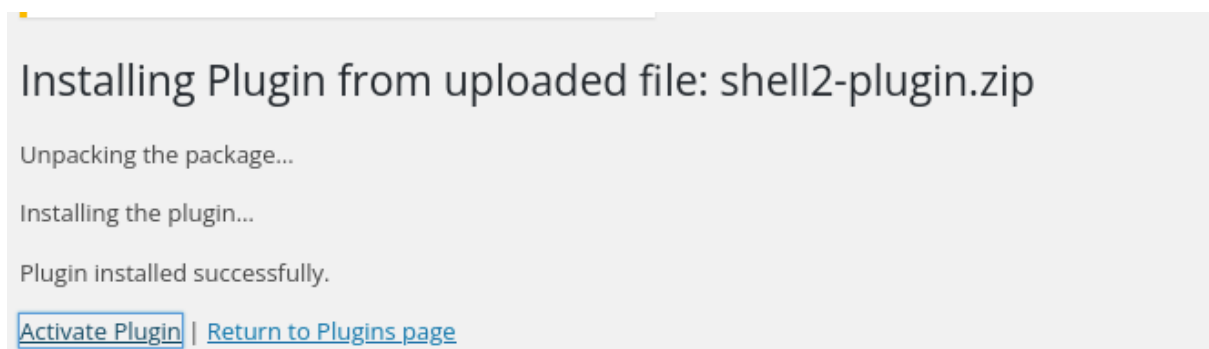 Installing Plugin from uploaded file: shell2-plugin.zip
Unpacking the package...
Installing the plugin...
Plugin installed successfully.
Activate Plugin | Return to Plugins page